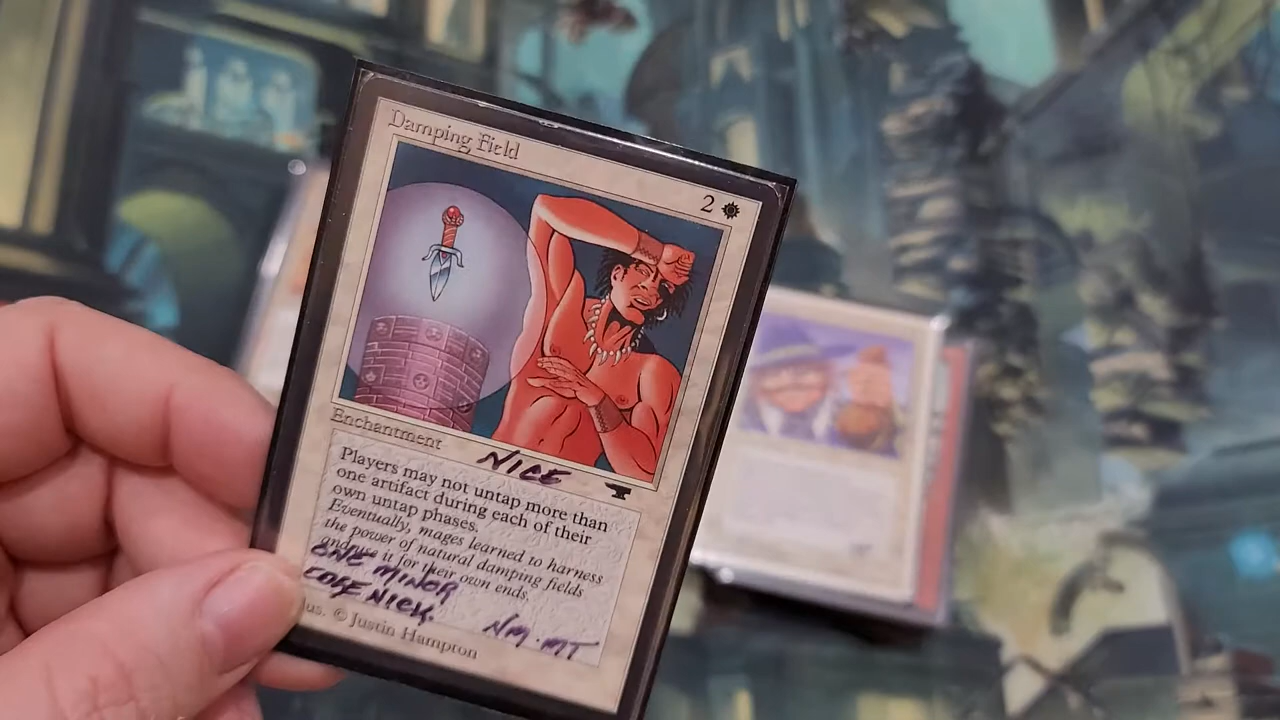 Damping Field
2
Enchantment
NICE
Players may not untap more than
one artifact during each of their
own untap phases.
Eventually, mages learned to harness
the power of natural damping fields
and use it for their own ends.
ONE MINOR
EDGE NICK.
NM-MT
Illus. © Justin Hampton